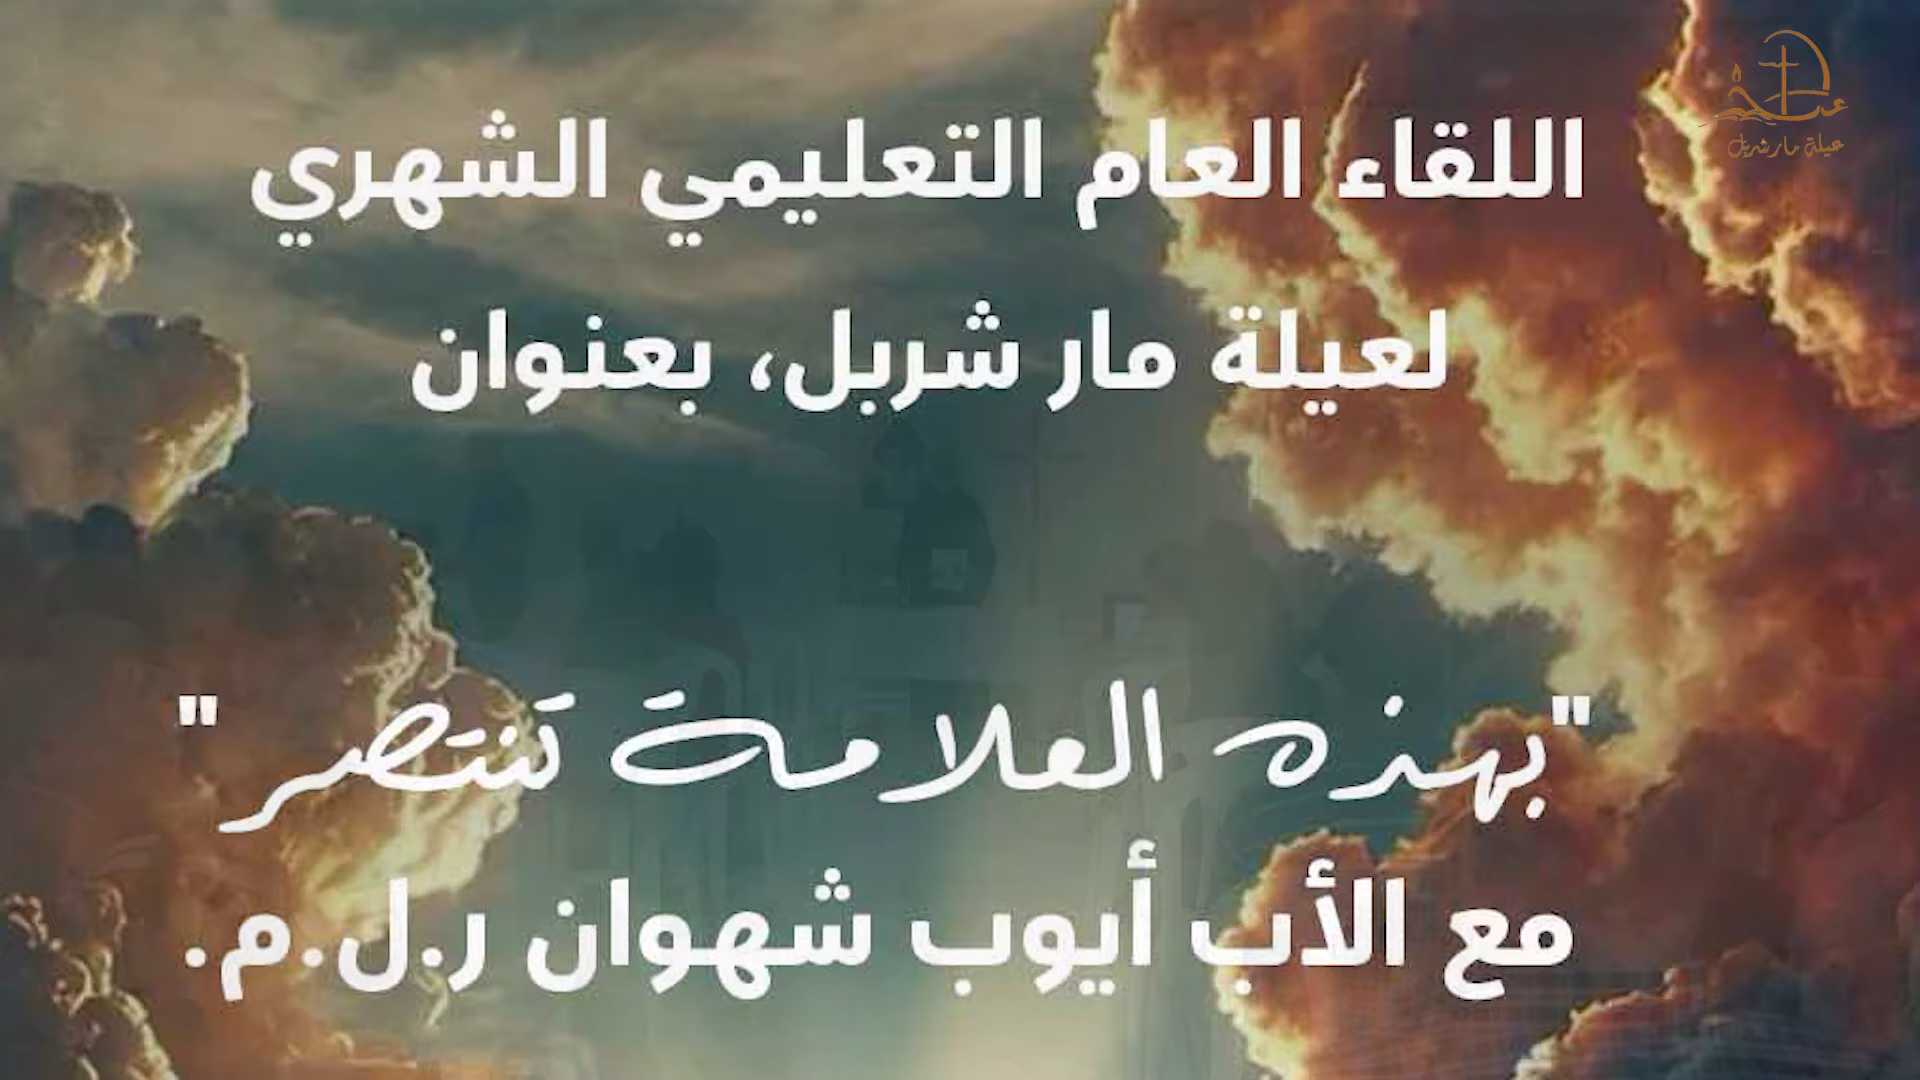 اللقاء العام التعليمي الشهري
لعيلة مار شربل، بعنوان
"بهذه العلامة تنتصر"
مع الأب أيوب شهوان ر.ل.م.
عيلة مار شربل